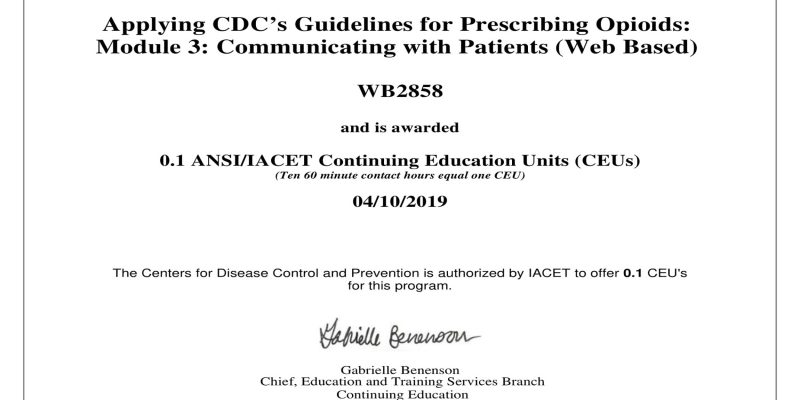 Applying CDC’s Guidelines for Prescribing Opioids:
Module 3: Communicating with Patients (Web Based)
WB2858
and is awarded
0.1 ANSI/IACET Continuing Education Units (CEUs)
(Ten 60 minute contact hours equal one CEU)
04/10/2019
The Centers for Disease Control and Prevention is authorized by IACET to offer 0.1 CEU's
for this program.
Gabrielle Benenson
Gabrielle Benenson
Chief, Education and Training Services Branch
Continuing Education